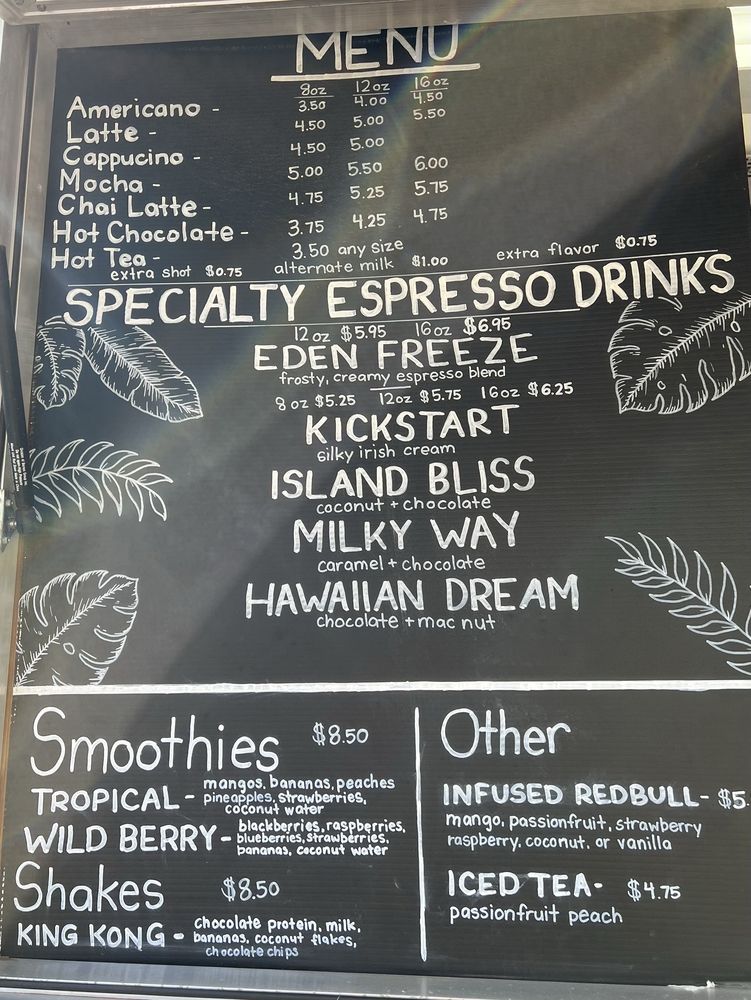 MENU
8oz 12oz 16oz
Americano - 3.50 4.00 4.50
Latte - 4.50 5.00 5.50
Cappucino - 4.50 5.00
Mocha - 5.00 5.50 6.00
Chai Latte - 4.75 5.25 5.75
Hot Chocolate - 3.75 4.25 4.75
Hot Tea - 3.50 any size
extra shot $0.75 alternate milk $1.00 extra flavor $0.75
SPECIALTY ESPRESSO DRINKS
12oz $5.95 16oz $6.95
EDEN FREEZE
frosty, creamy espresso blend
8oz $5.25 12oz $5.75 16oz $6.25
KICKSTART
silky irish cream
ISLAND BLISS
coconut + chocolate
MILKY WAY
caramel + chocolate
HAWAIIAN DREAM
chocolate + mac nut
Smoothies $8.50
TROPICAL - mangos, bananas, peaches
pineapples, strawberries,
coconut water
WILD BERRY - blackberries, raspberries,
blueberries, strawberries,
bananas, coconut water
Shakes $8.50
KING KONG - chocolate protein, milk,
bananas, coconut flakes,
chocolate chips
Other
INFUSED REDBULL - $5.
mango, passionfruit, strawberry
raspberry, coconut, or vanilla
ICED TEA - $4.75
passionfruit peach